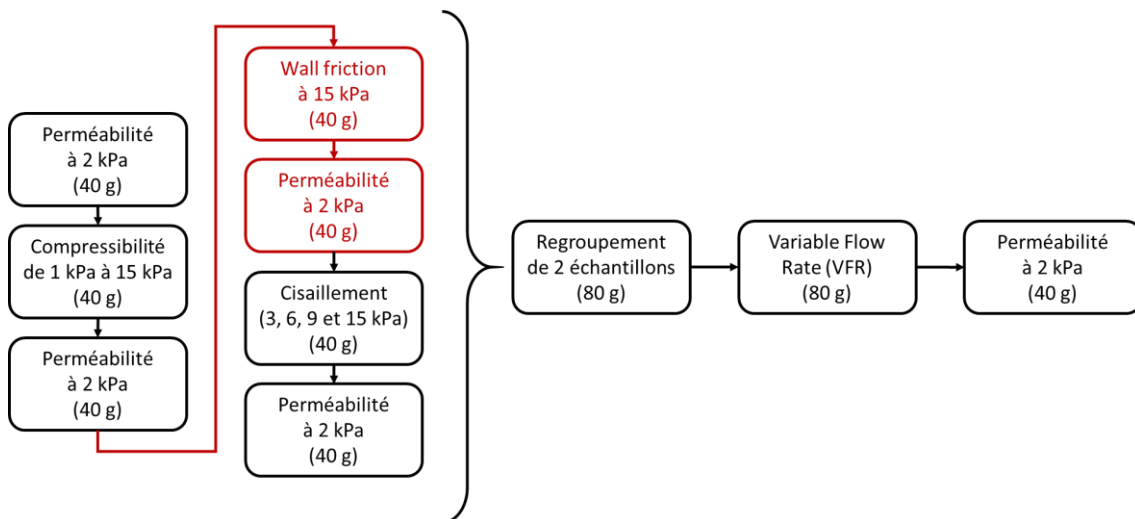 Perméabilité
à 2 kPa
(40 g)
Compressibilité
de 1 kPa à 15 kPa
(40 g)
Perméabilité
à 2 kPa
(40 g)
Wall friction
à 15 kPa
(40 g)
Perméabilité
à 2 kPa
(40 g)
Cisaillement
(3, 6, 9 et 15 kPa)
(40 g)
Perméabilité
à 2 kPa
(40 g)
Regroupement
de 2 échantillons
(80 g)
Variable Flow
Rate (VFR)
(80 g)
Perméabilité
à 2 kPa
(40 g)